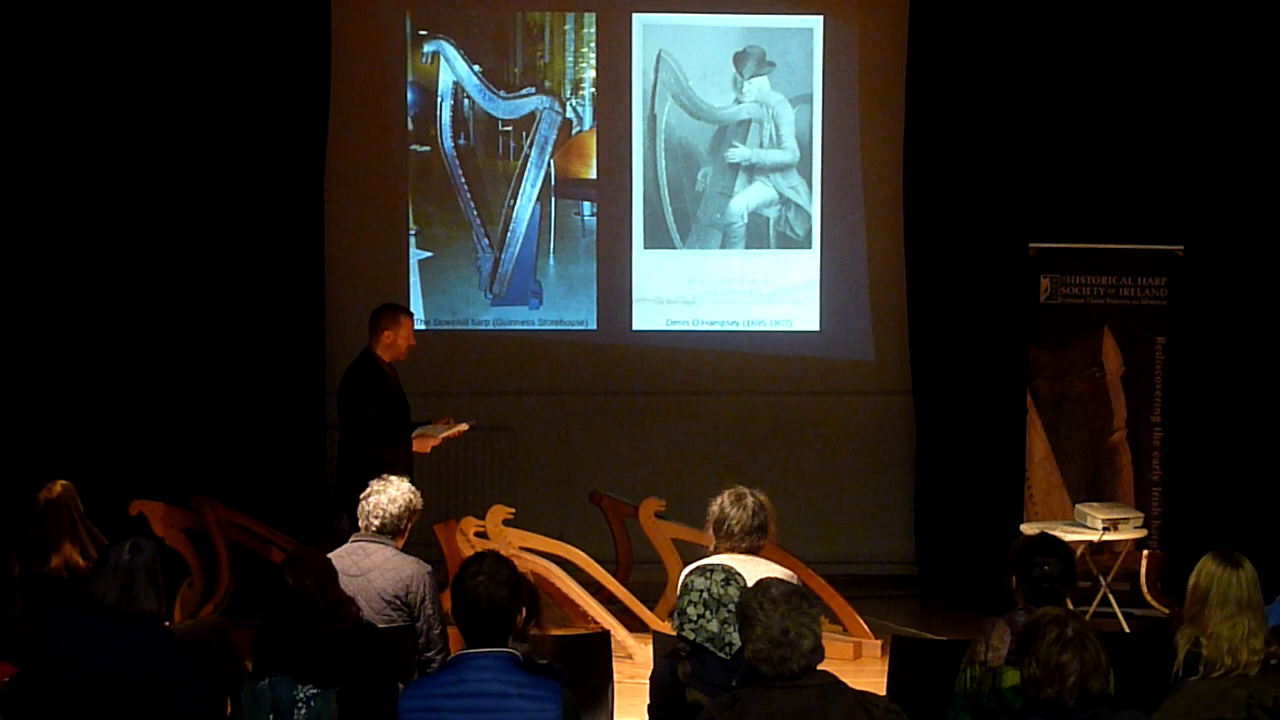 The Downhill harp (Guinness Storehouse)
Denis O'Hampsey (1695-1807)
HISTORICAL HARP
SOCIETY OF IRELAND
Rediscovering the early Irish harp